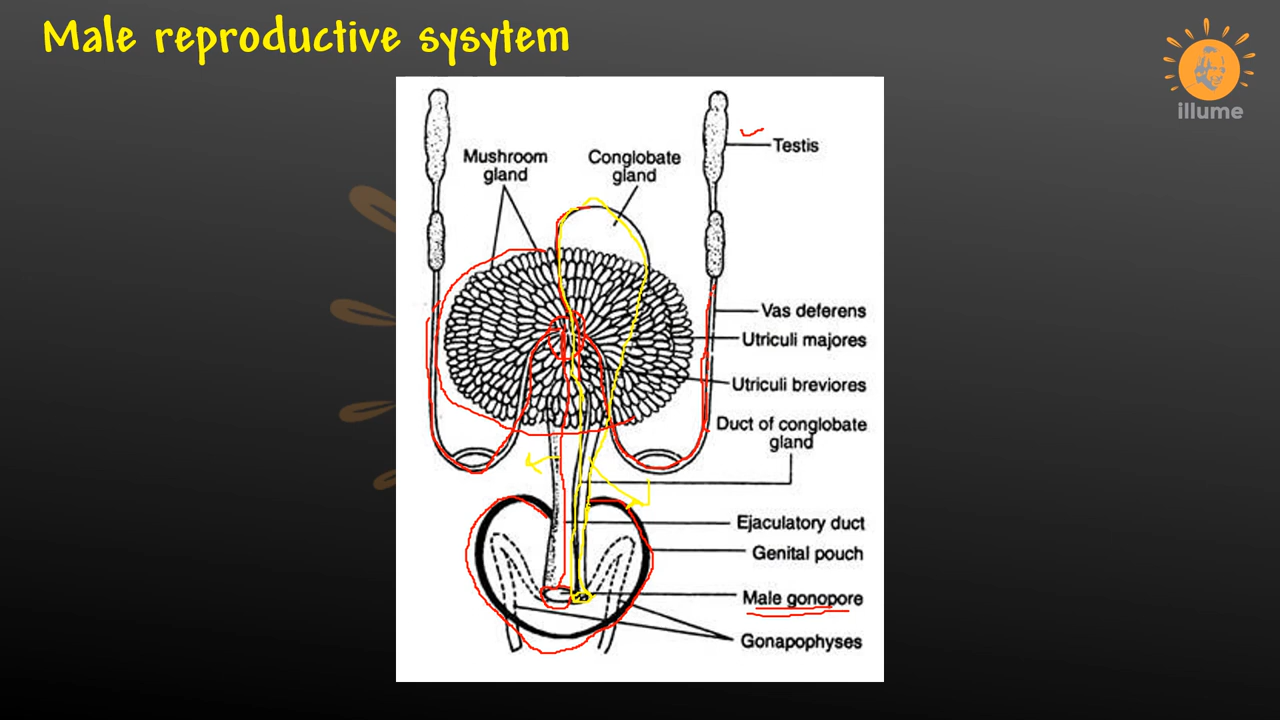 Male reproductive sysytem
illume
Testis
Mushroom
gland
Conglobate
gland
Vas deferens
Utriculi majores
Utriculi breviores
Duct of conglobate
gland
Ejaculatory duct
Genital pouch
Male gonopore
Gonapophyses